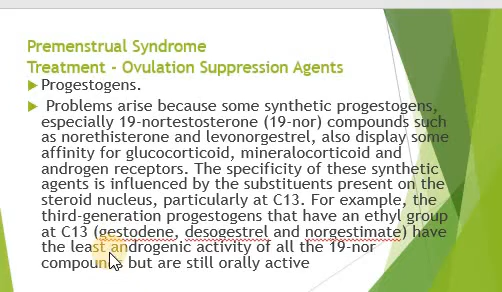 Premenstrual Syndrome
Treatment - Ovulation Suppression Agents
Progestogens.
Problems arise because some synthetic progestogens,
especially 19-nortestosterone (19-nor) compounds such
as norethisterone and levonorgestrel, also display some
affinity for glucocorticoid, mineralocorticoid and
androgen receptors. The specificity of these synthetic
agents is influenced by the substituents present on the
steroid nucleus, particularly at C13. For example, the
third-generation progestogens that have an ethyl group
at C13 (gestodene, desogestrel and norgestimate) have
the least androgenic activity of all the 19-nor
compounds but are still orally active